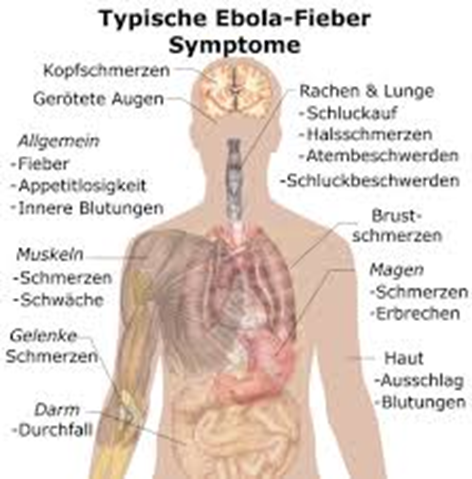 Typische Ebola-Fieber
Symptome
Kopfschmerzen
Gerötete Augen
Allgemein
-Fieber
-Appetitlosigkeit
-Innere Blutungen
Muskeln
-Schmerzen
-Schwäche
Gelenke
Schmerzen
Darm
-Durchfall
Rachen & Lunge
-Schluckauf
-Halsschmerzen
-Atembeschwerden
-Schluckbeschwerden
Brust-
schmerzen
Magen
-Schmerzen
-Erbrechen
Haut
-Ausschlag
-Blutungen